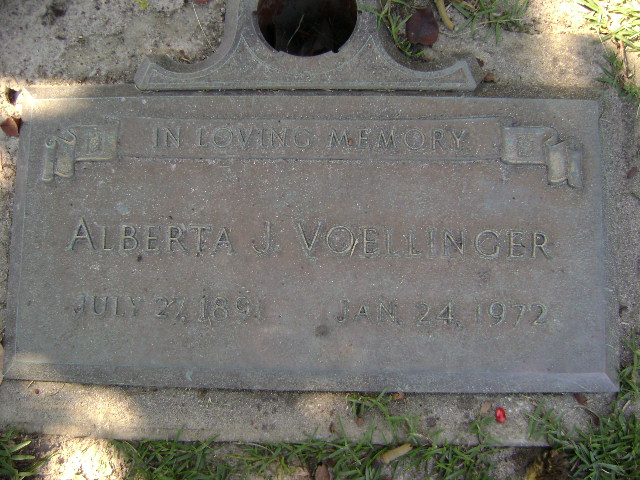 IN LOVING MEMORY
ALBERTA J. VOELLINGER
JULY 27, 1891 JAN. 24, 1972